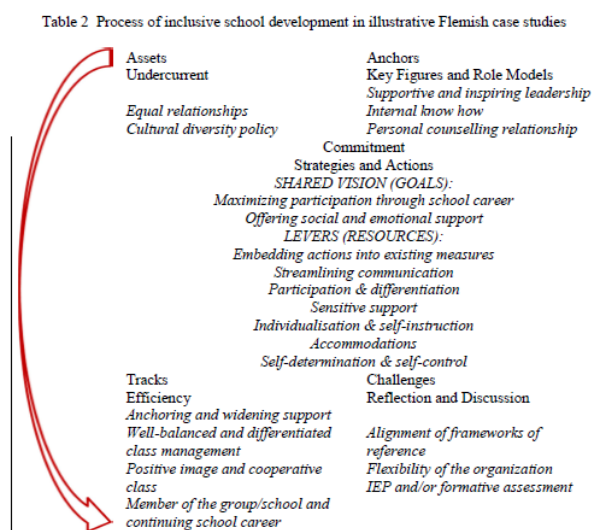 Table 2 Process of inclusive school development in illustrative Flemish case studies
Assets
Undercurrent
Equal relationships
Cultural diversity policy
Anchors
Key Figures and Role Models
Supportive and inspiring leadership
Internal know how
Personal counselling relationship
Commitment
Strategies and Actions
SHARED VISION (GOALS):
Maximizing participation through school career
Offering social and emotional support
LEVERS (RESOURCES):
Embedding actions into existing measures
Streamlining communication
Participation & differentiation
Sensitive support
Individualisation & self-instruction
Accommodations
Self-determination & self-control
Tracks
Efficiency
Anchoring and widening support
Well-balanced and differentiated
class management
Positive image and cooperative
class
Member of the group/school and
continuing school career
Challenges
Reflection and Discussion
Alignment of frameworks of
reference
Flexibility of the organization
IEP and/or formative assessment